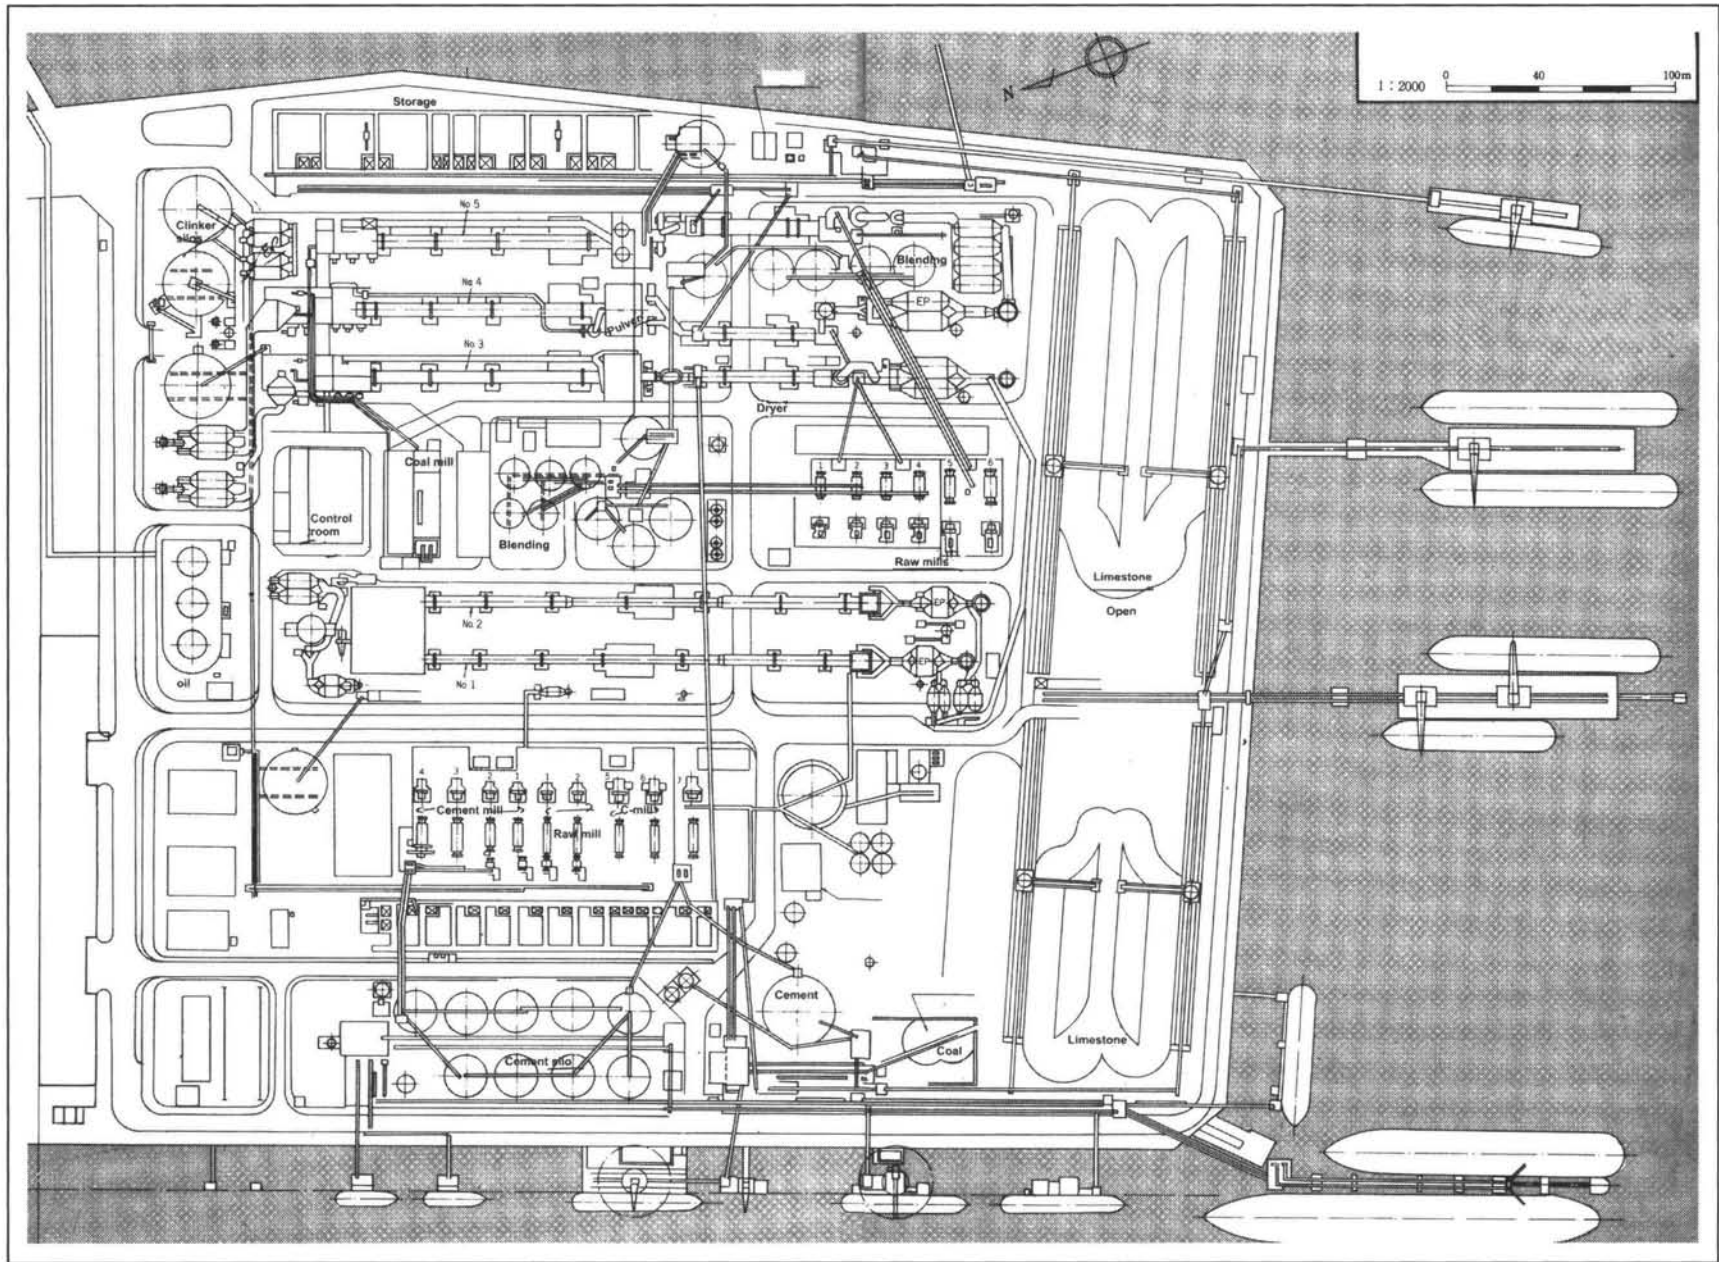 Storage
N
1:2000
0 40 100m
No 5
Clinker
silos
Blending
No 4
EP
Pulver
No 3
Dryer
Coal mill
1 2 3 4 5 6
D
Control
room
Blending
Raw mills
Limestone
Open
No.2
EP
EP
No 1
oil
4 3 2 1 1 2 5 6 7
Cement mill
C-mill
Raw mill
Cement
Cement silo
Coal
Limestone